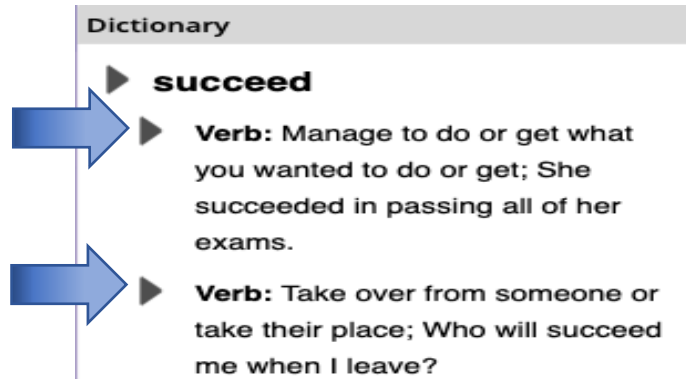 Dictionary
succeed
Verb: Manage to do or get what
you wanted to do or get; She
succeeded in passing all of her
exams.
Verb: Take over from someone or
take their place; Who will succeed
me when I leave?